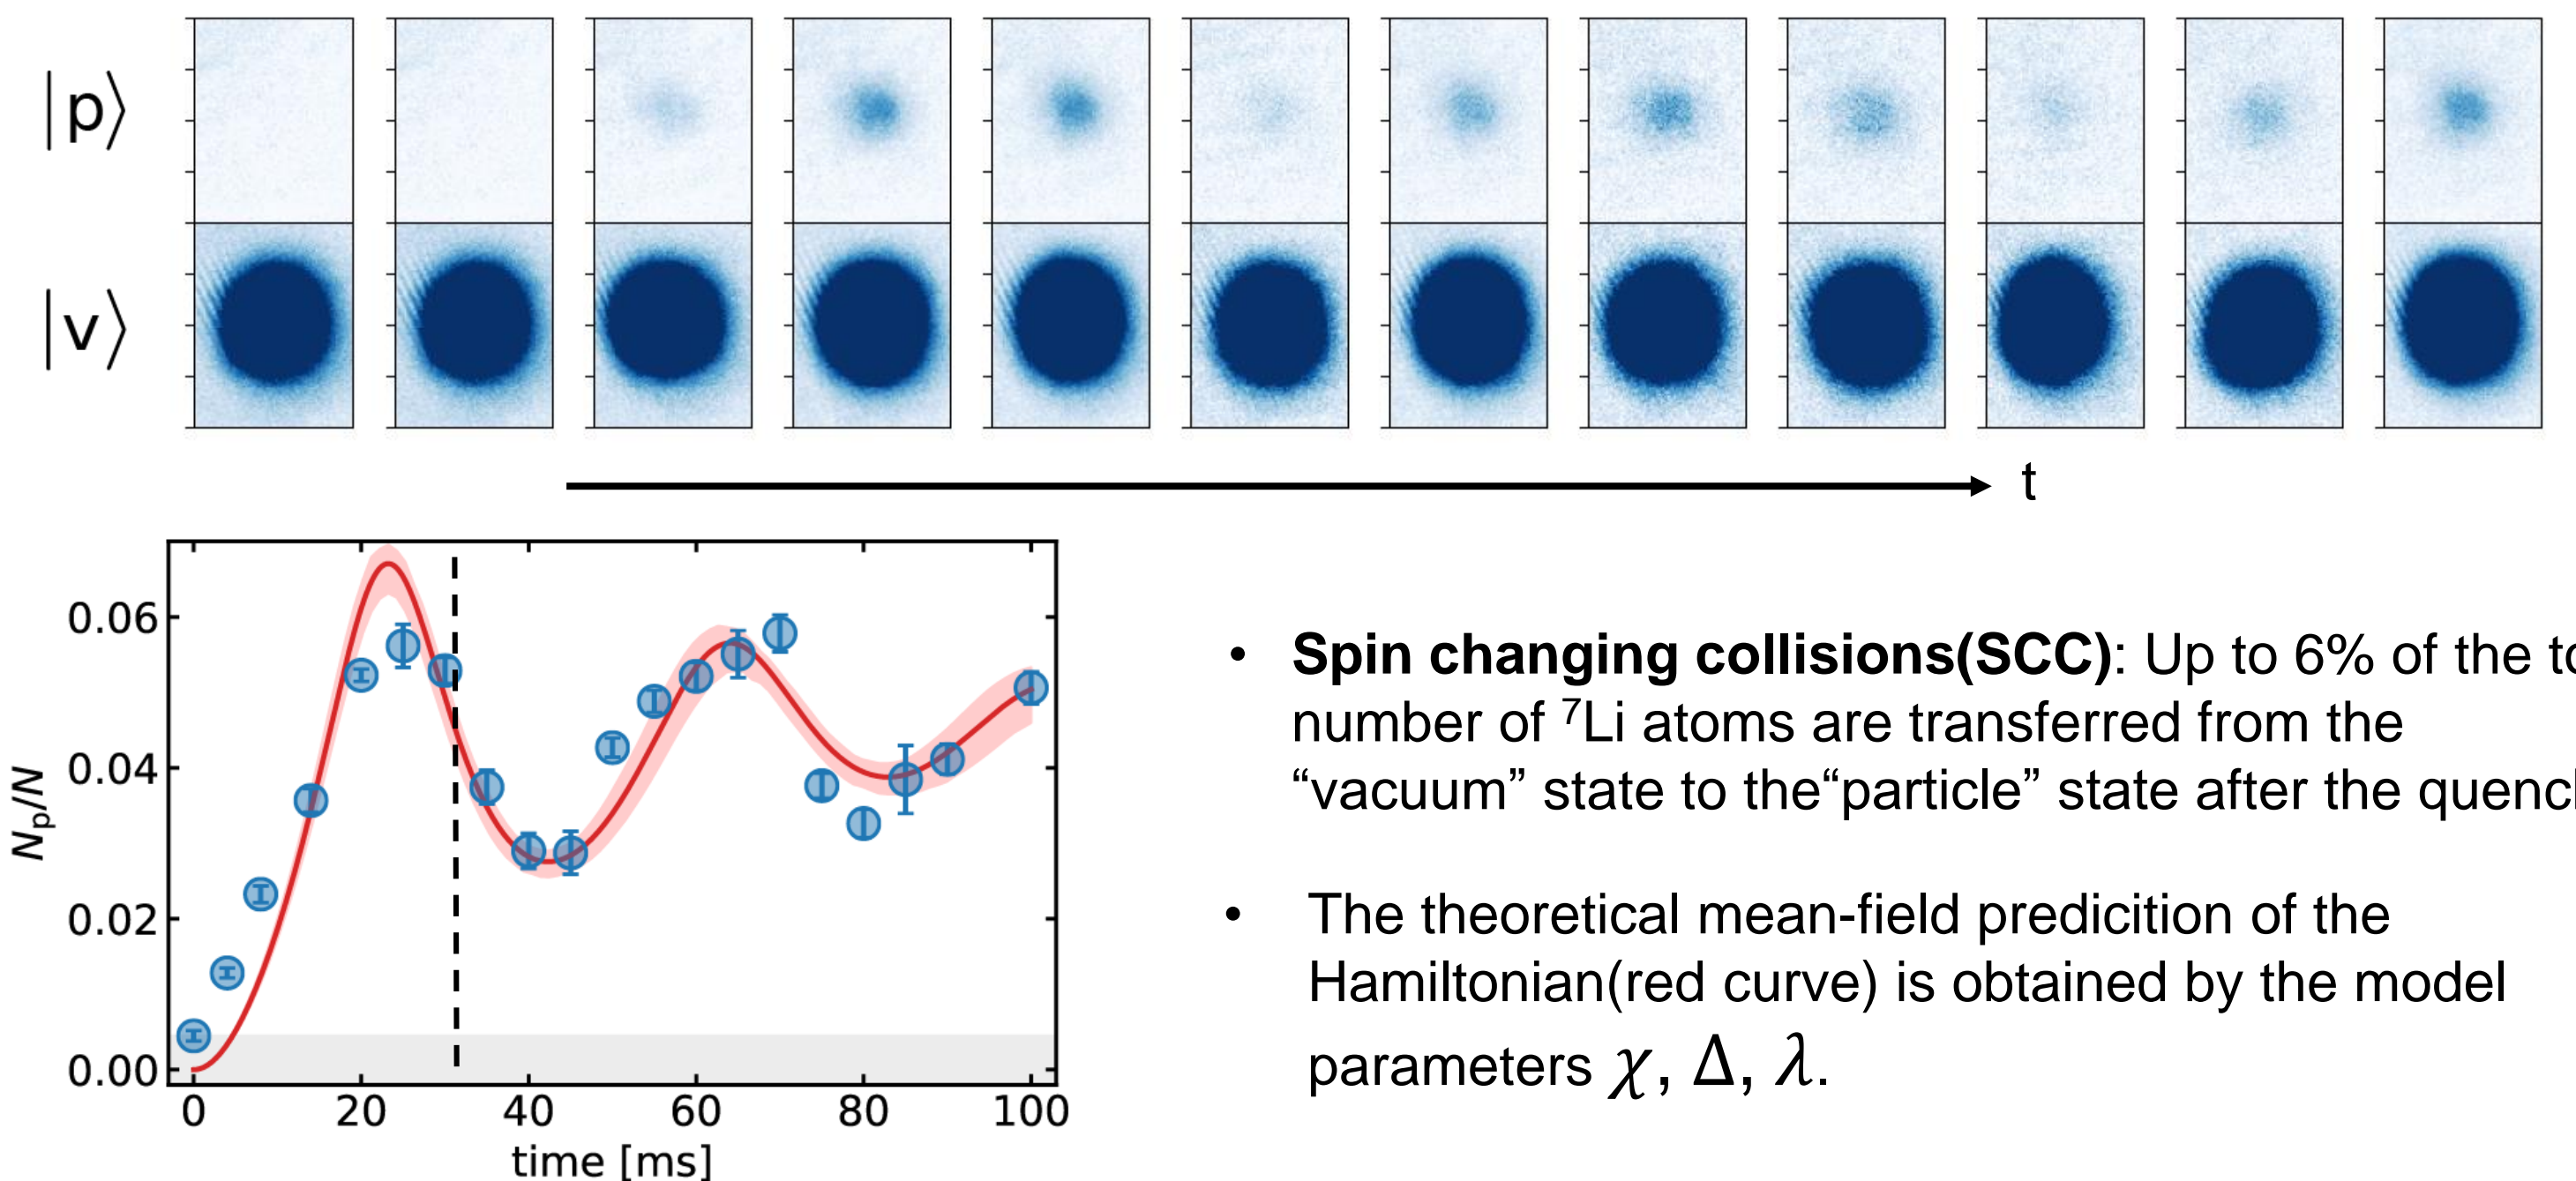 |p⟩
|v⟩
t
0.06
0.04
0.02
0.00
Np/N
0 20 40 60 80 100
time [ms]
• Spin changing collisions(SCC): Up to 6% of the
number of ⁷Li atoms are transferred from the
“vacuum” state to the“particle” state after the
• The theoretical mean-field predicition of the
Hamiltonian(red curve) is obtained by the model
parameters χ, Δ, λ.